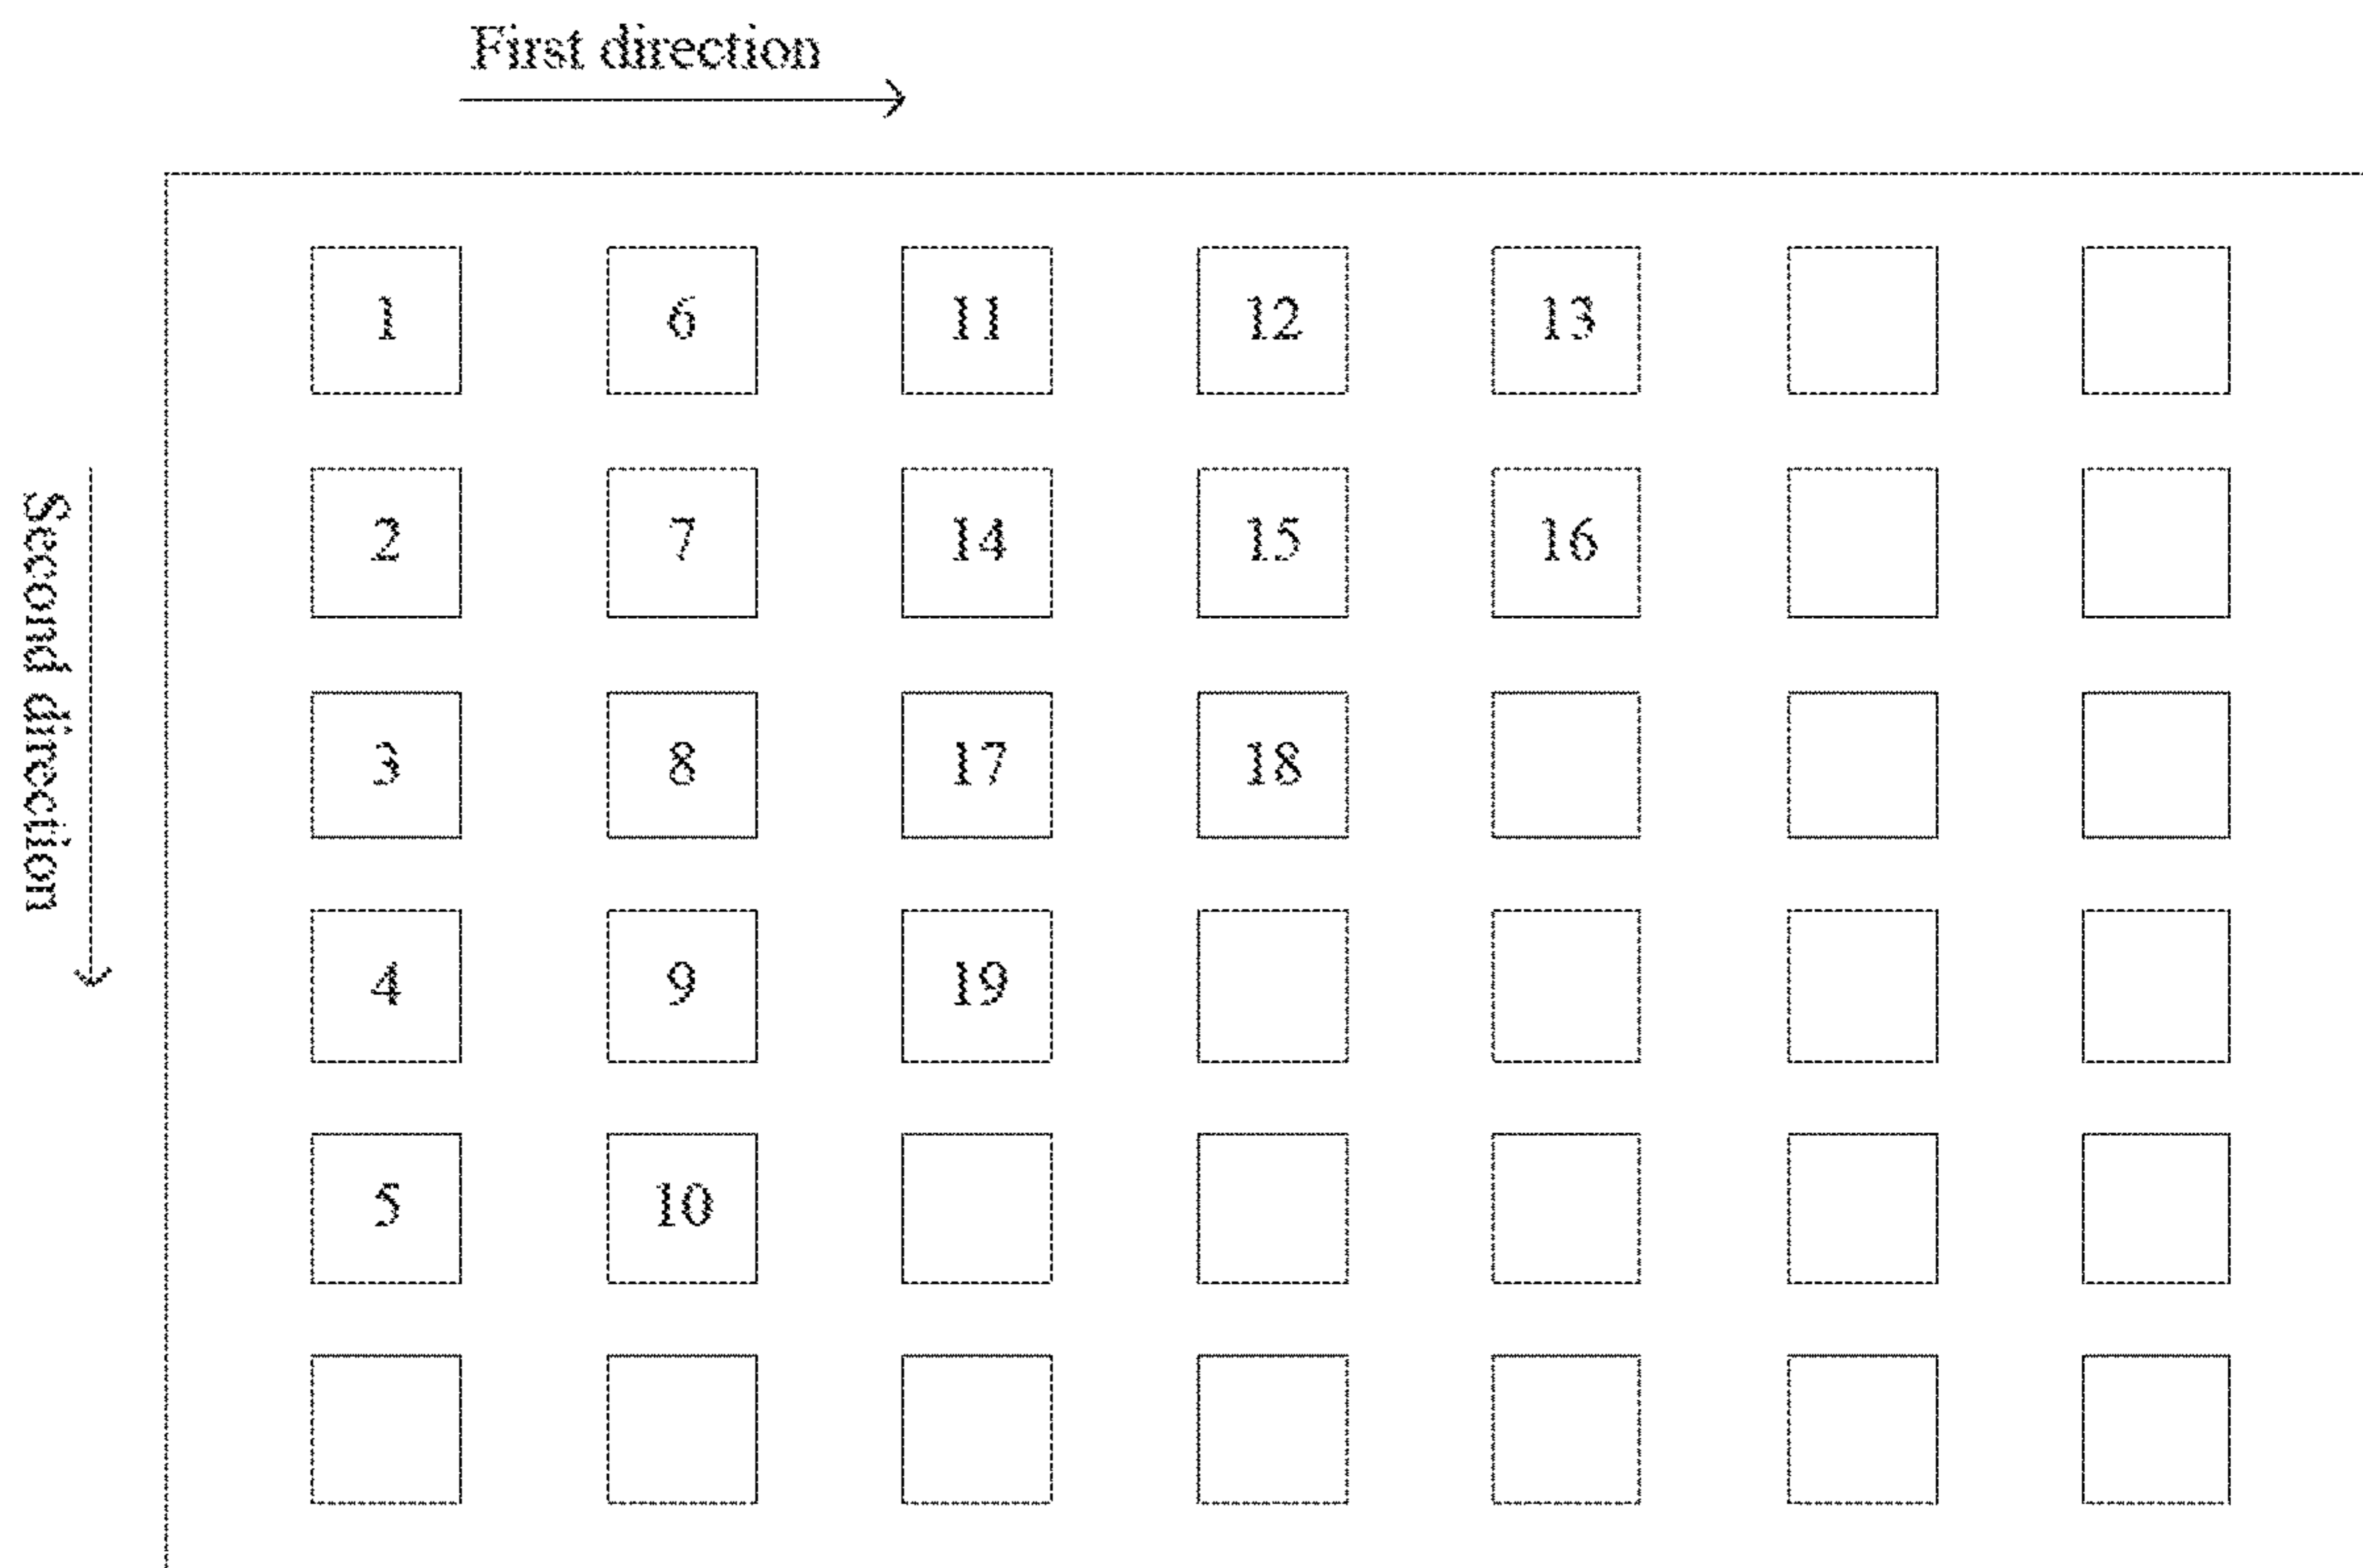 First direction
Second direction
1 6 11 12 13
2 7 14 15 16
3 8 17 18
4 9 19
5 10